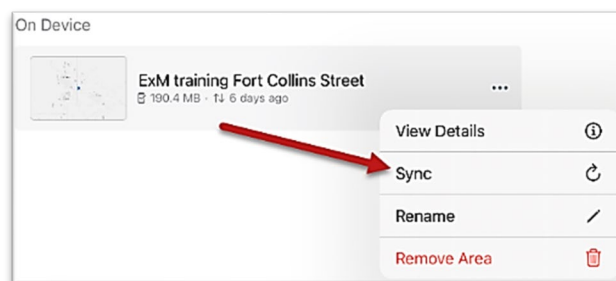 On Device
ExM training Fort Collins Street
190.4 MB · ↑↓ 6 days ago
...
View Details
Sync
Rename
Remove Area